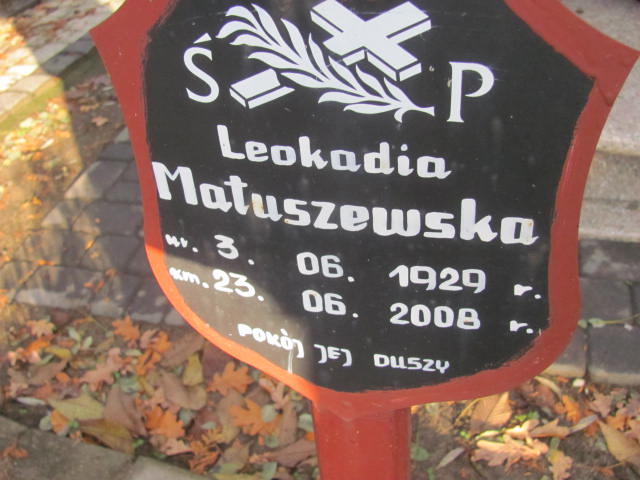 Ś P
Leokadia
Matuszewska
ur. 3. 06. 1929 r.
zm. 23. 06. 2008 r.
POKÓJ JEJ DUSZY